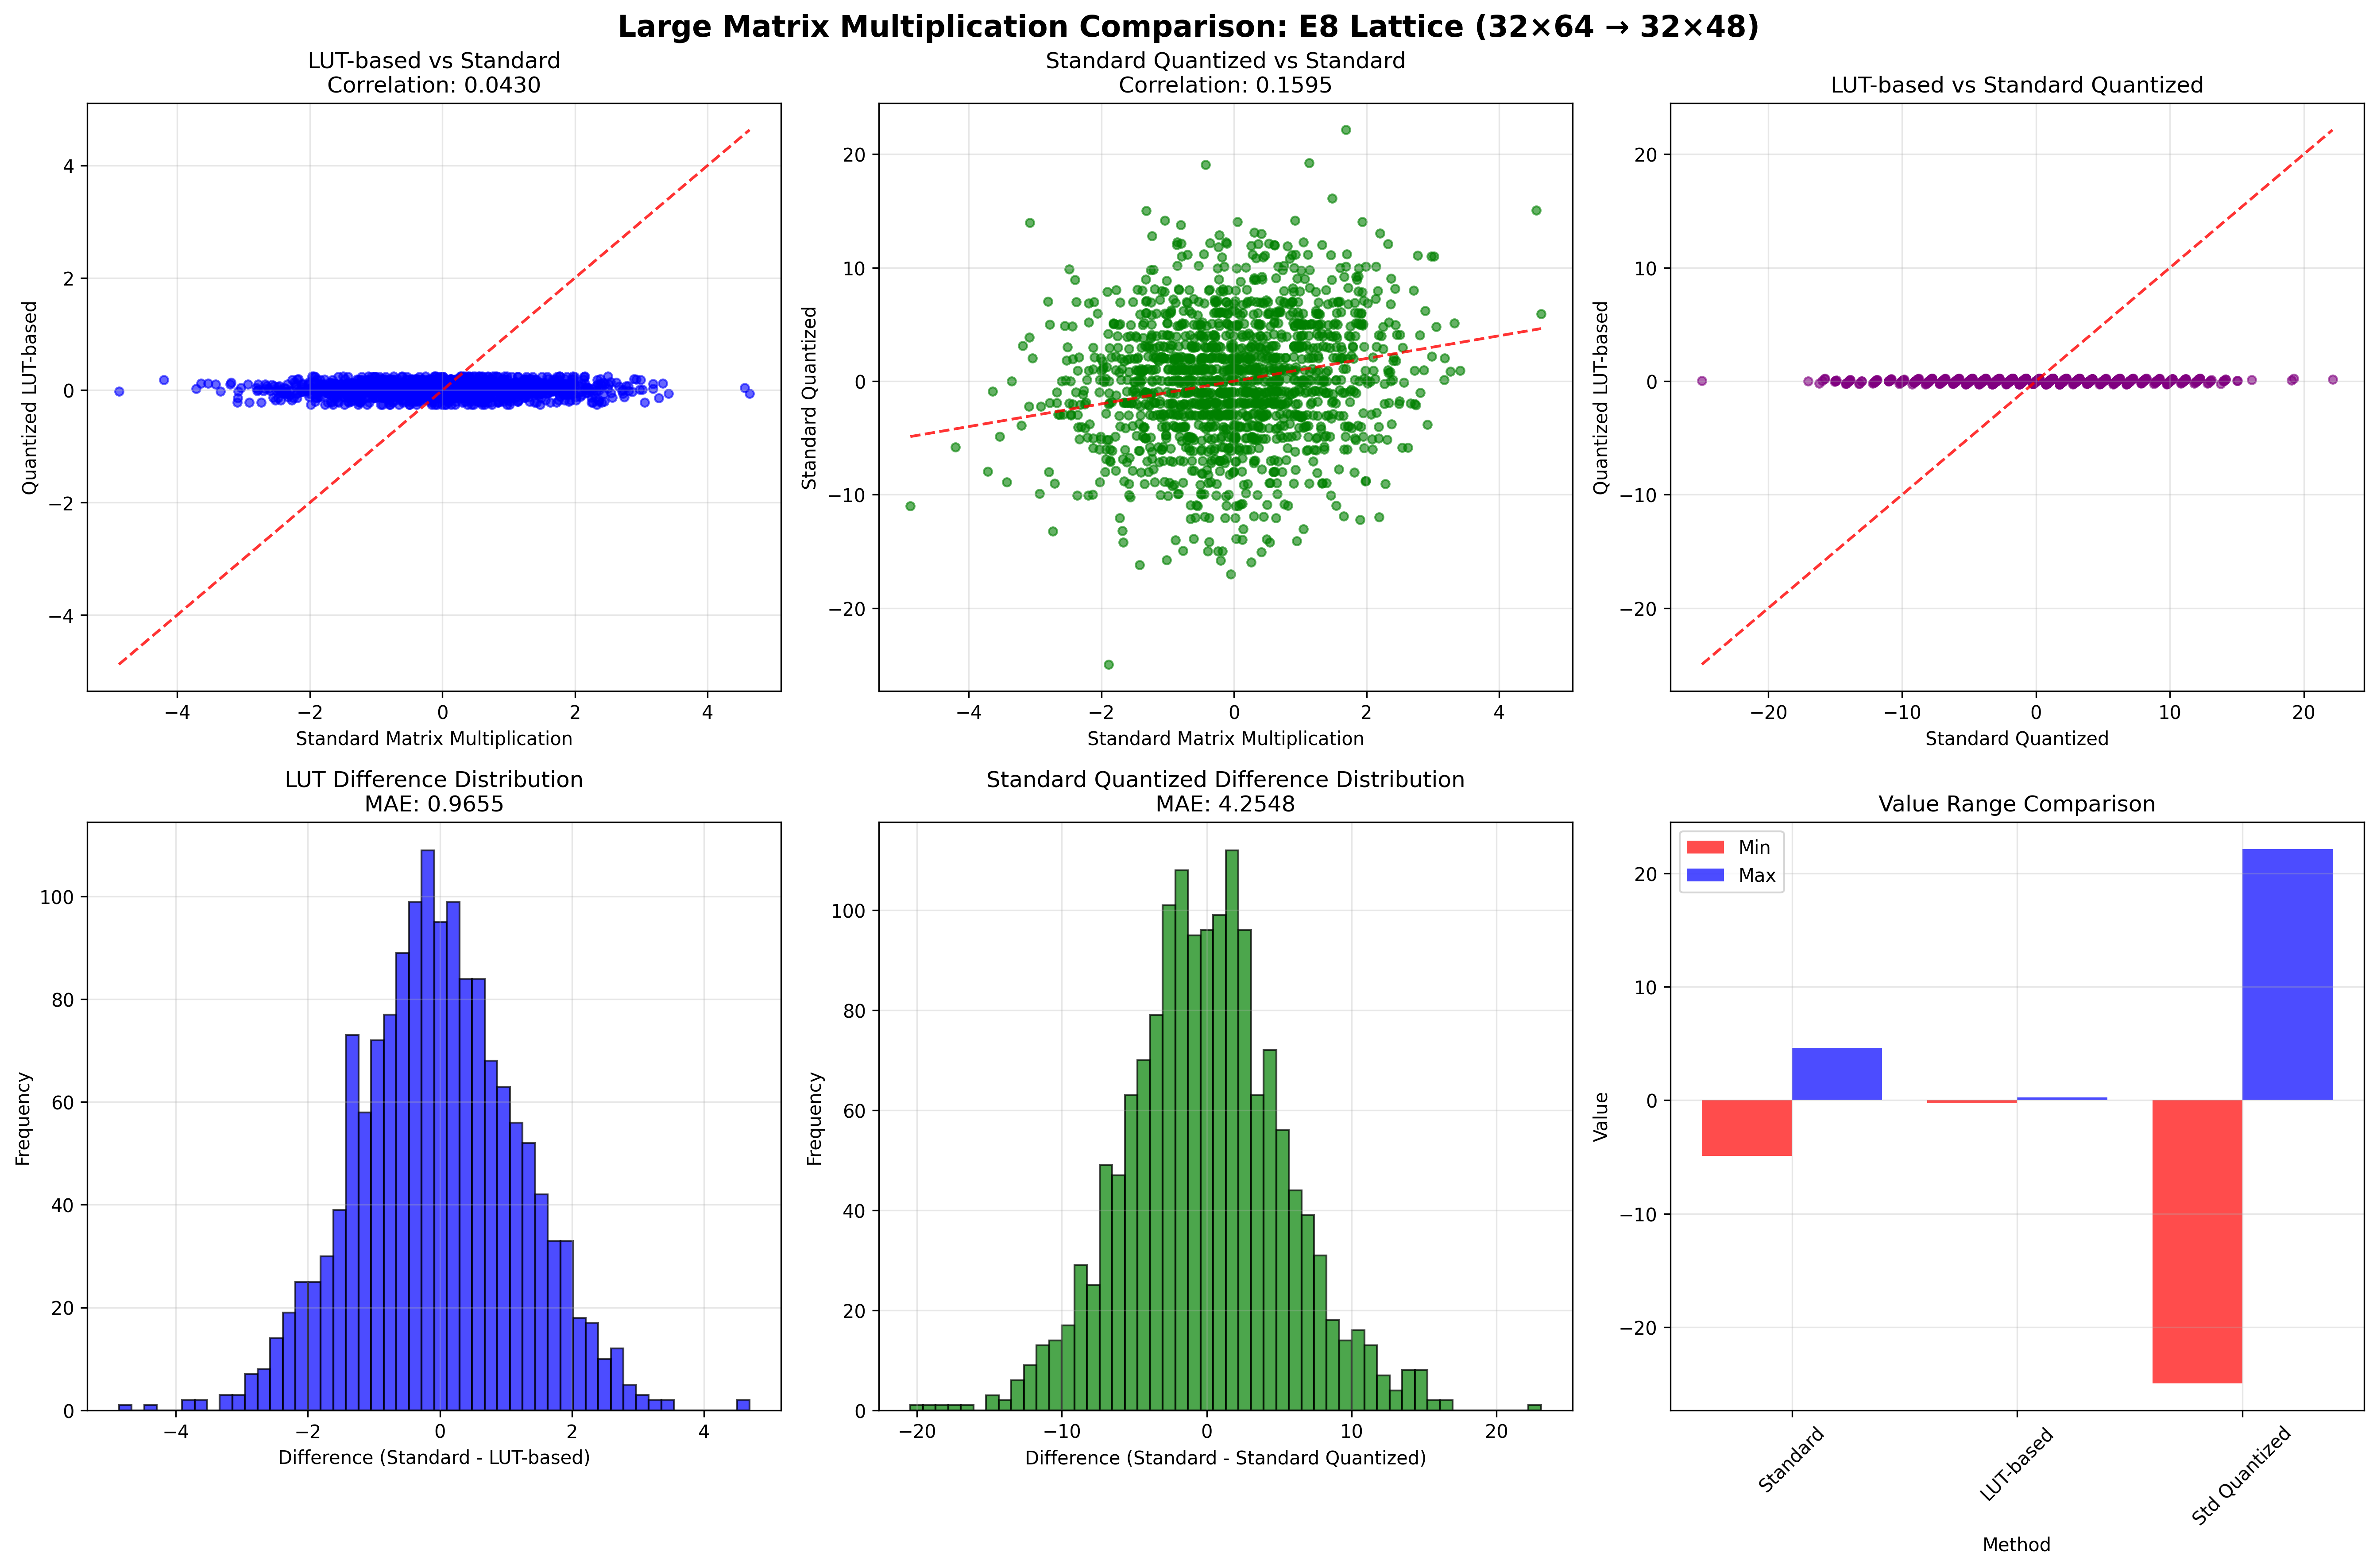 Large Matrix Multiplication Comparison: E8 Lattice (32×64 → 32×48)
LUT-based vs Standard
Correlation: 0.0430
4
2
0
−2
−4
Quantized LUT-based
−4 −2 0 2 4
Standard Matrix Multiplication
Standard Quantized vs Standard
Correlation: 0.1595
20
10
0
−10
−20
Standard Quantized
−4 −2 0 2 4
Standard Matrix Multiplication
LUT-based vs Standard Quantized
20
10
0
−10
−20
Quantized LUT-based
−20 −10 0 10 20
Standard Quantized
LUT Difference Distribution
MAE: 0.9655
100
80
60
40
20
0
Frequency
−4 −2 0 2 4
Difference (Standard - LUT-based)
Standard Quantized Difference Distribution
MAE: 4.2548
100
80
60
40
20
0
Frequency
−20 −10 0 10 20
Difference (Standard - Standard Quantized)
Value Range Comparison
Min
Max
20
10
0
−10
−20
Value
Standard
LUT-based
Std Quantized
Method